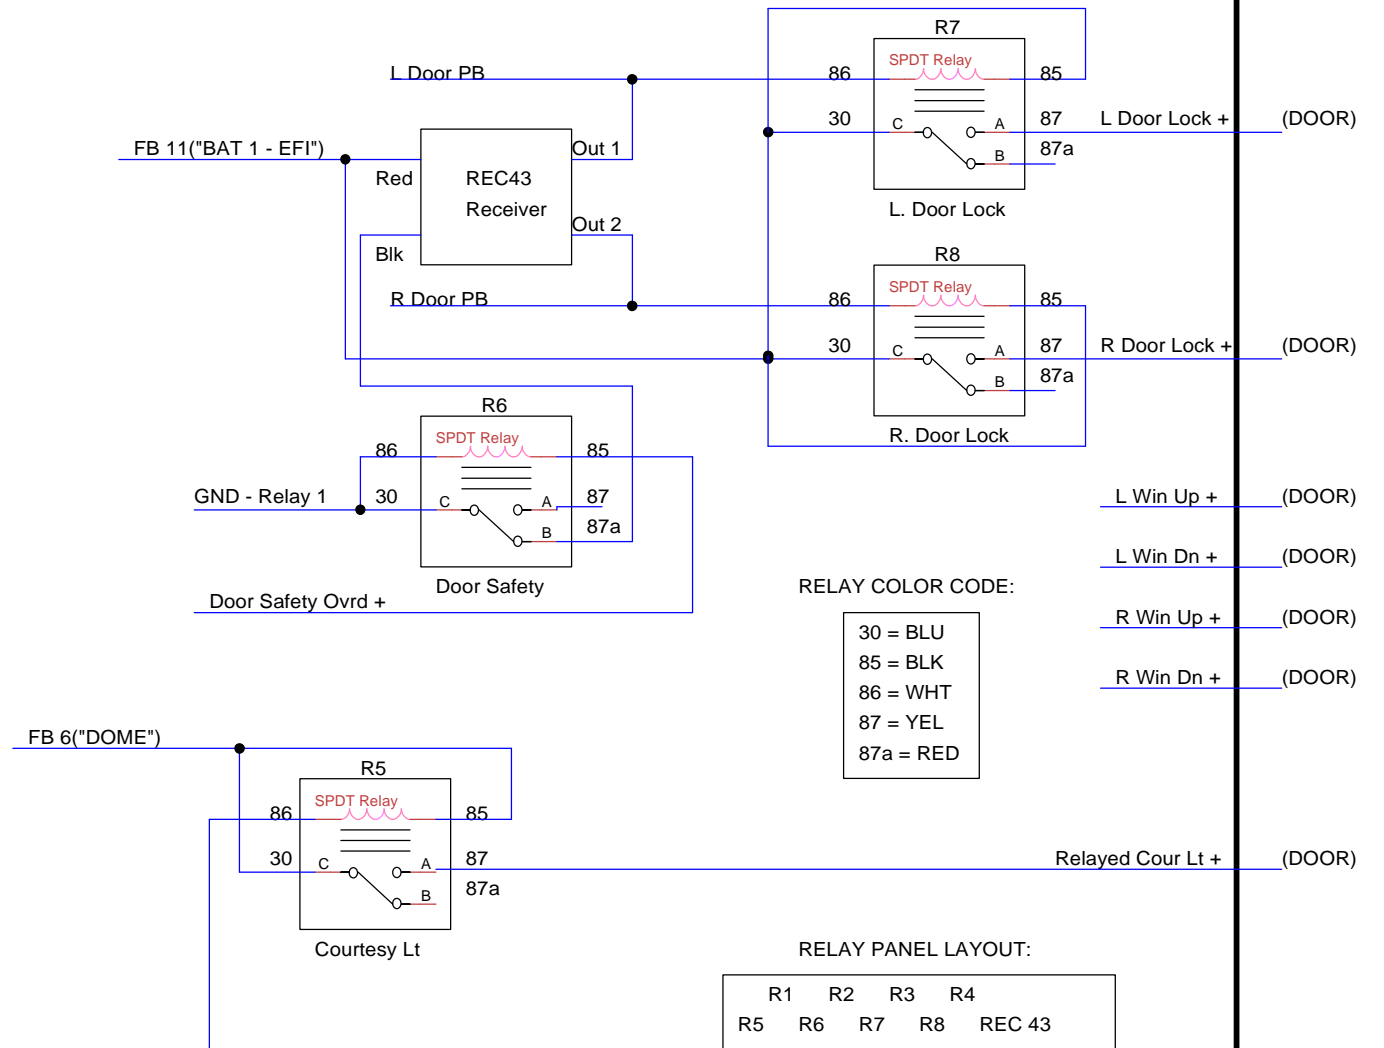 R7
SPDT Relay
L Door PB
86
85
30
C
A
87
L Door Lock +
(DOOR)
B
87a
L. Door Lock
FB 11("BAT 1 - EFI")
Out 1
Red
REC43
Receiver
Out 2
Blk
R8
SPDT Relay
R Door PB
86
85
30
C
A
87
R Door Lock +
(DOOR)
B
87a
R. Door Lock
R6
SPDT Relay
86
85
GND - Relay 1
30
C
A
87
B
87a
Door Safety
Door Safety Ovrd +
L Win Up +
(DOOR)
L Win Dn +
(DOOR)
R Win Up +
(DOOR)
R Win Dn +
(DOOR)
RELAY COLOR CODE:
30 = BLU
85 = BLK
86 = WHT
87 = YEL
87a = RED
FB 6("DOME")
R5
SPDT Relay
86
85
30
C
A
87
B
87a
Courtesy Lt
Relayed Cour Lt +
(DOOR)
RELAY PANEL LAYOUT:
R1 R2 R3 R4
R5 R6 R7 R8 REC 43